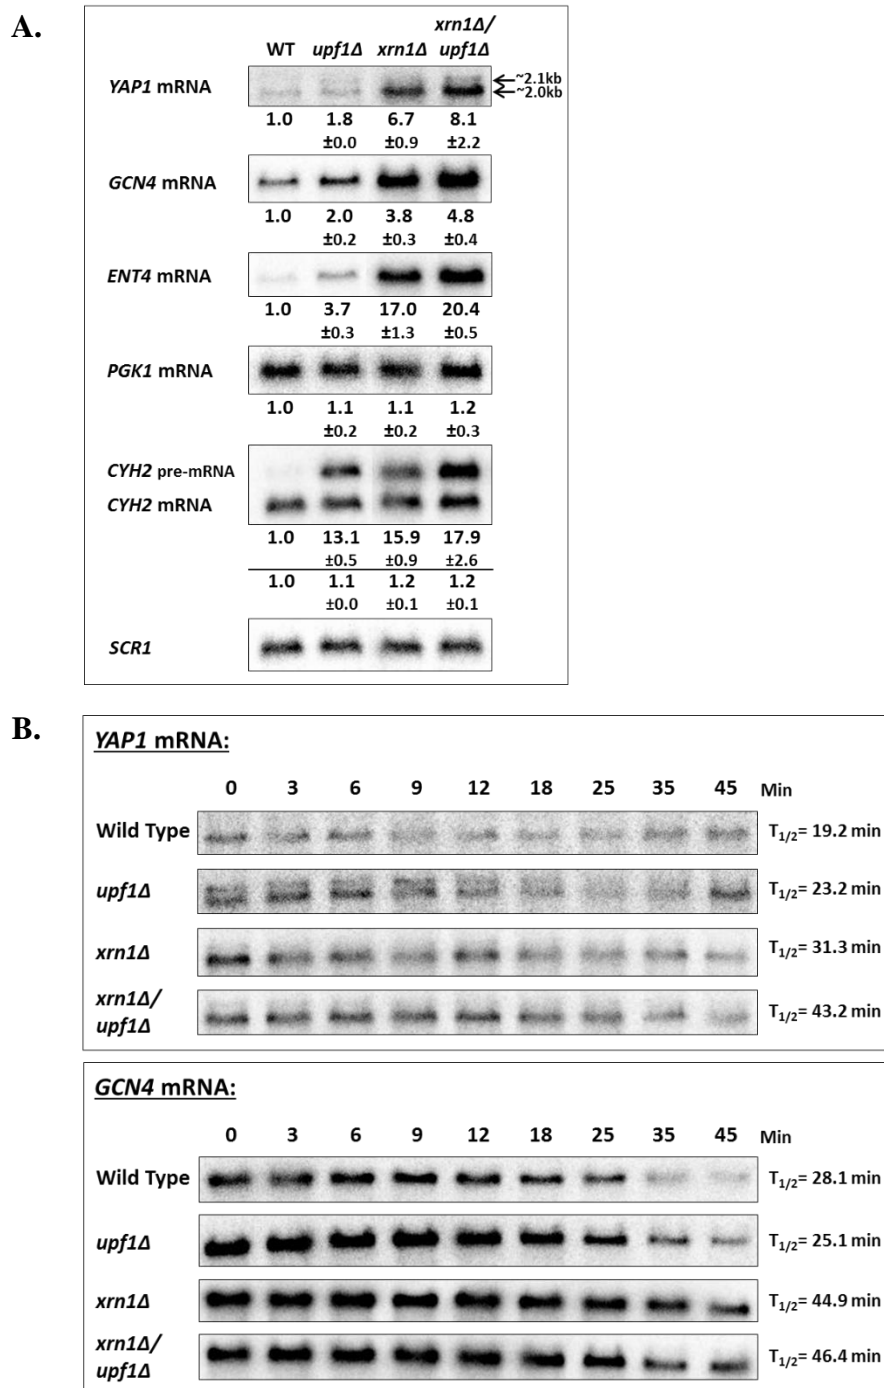 A.
xrn1Δ/
WT upf1Δ xrn1Δ upf1Δ
YAP1 mRNA
~2.1kb
~2.0kb
1.0 1.8 6.7 8.1
±0.0 ±0.9 ±2.2
GCN4 mRNA
1.0 2.0 3.8 4.8
±0.2 ±0.3 ±0.4
ENT4 mRNA
1.0 3.7 17.0 20.4
±0.3 ±1.3 ±0.5
PGK1 mRNA
1.0 1.1 1.1 1.2
±0.2 ±0.2 ±0.3
CYH2 pre-mRNA
CYH2 mRNA
1.0 13.1 15.9 17.9
±0.5 ±0.9 ±2.6
1.0 1.1 1.2 1.2
±0.0 ±0.1 ±0.1
SCR1
B.
YAP1 mRNA:
0 3 6 9 12 18 25 35 45 Min
Wild Type T1/2= 19.2 min
upf1Δ T1/2= 23.2 min
xrn1Δ T1/2= 31.3 min
xrn1Δ/
upf1Δ T1/2= 43.2 min
GCN4 mRNA:
0 3 6 9 12 18 25 35 45 Min
Wild Type T1/2= 28.1 min
upf1Δ T1/2= 25.1 min
xrn1Δ T1/2= 44.9 min
xrn1Δ/
upf1Δ T1/2= 46.4 min